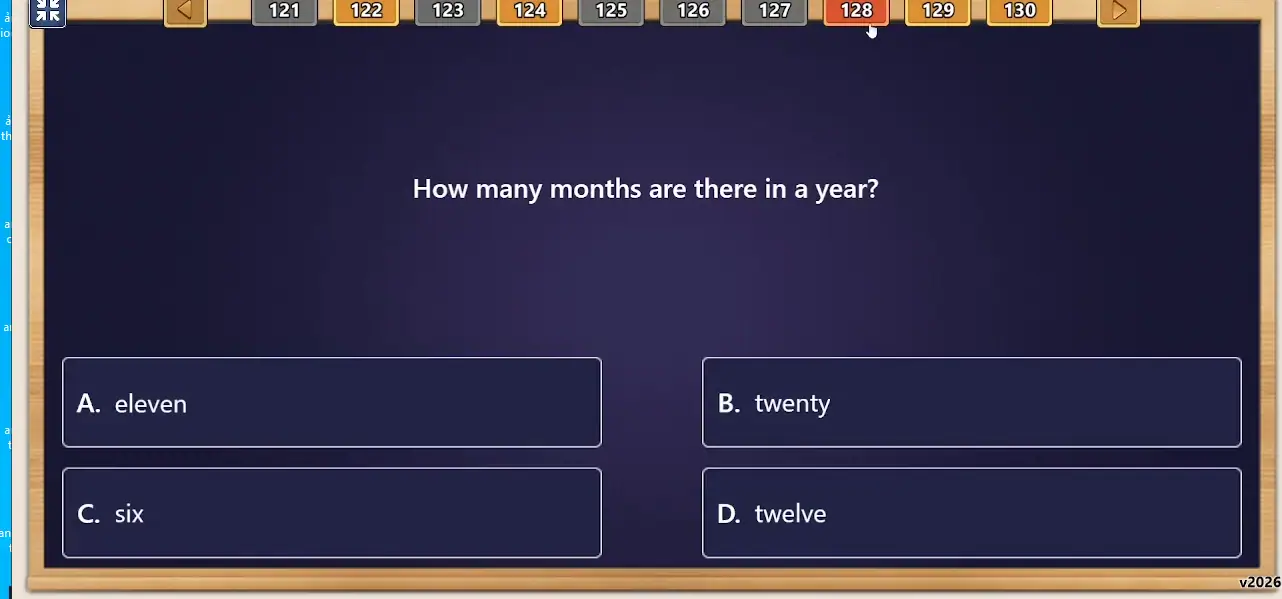 121 122 123 124 125 126 127 128 129 130
How many months are there in a year?
A. eleven
B. twenty
C. six
D. twelve
v2026